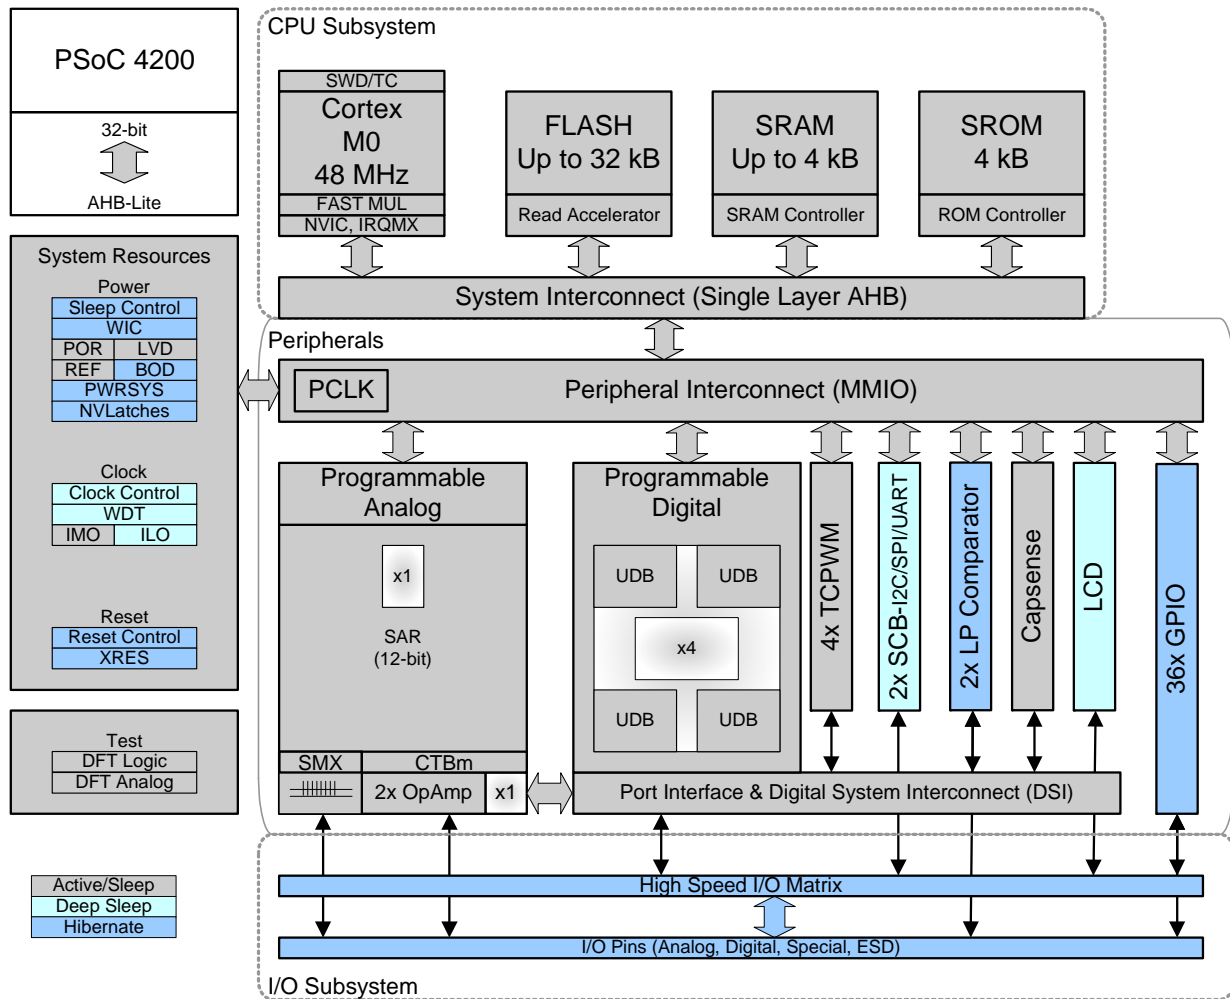 PSoC 4200
32-bit
AHB-Lite
CPU Subsystem
SWD/TC
Cortex
M0
48 MHz
FAST MUL
NVIC, IRQMX
FLASH
Up to 32 kB
Read Accelerator
SRAM
Up to 4 kB
SRAM Controller
SROM
4 kB
ROM Controller
System Interconnect (Single Layer AHB)
System Resources
Power
Sleep Control
WIC
POR LVD
REF BOD
PWRSYS
NVLatches
Clock
Clock Control
WDT
IMO ILO
Reset
Reset Control
XRES
Test
DFT Logic
DFT Analog
Peripherals
PCLK
Peripheral Interconnect (MMIO)
Programmable
Analog
x1
SAR
(12-bit)
SMX
CTBm
2x OpAmp
x1
Programmable
Digital
UDB UDB
x4
UDB UDB
4x TCPWM
2x SCB-I2C/SPI/UART
2x LP Comparator
Capsense
LCD
36x GPIO
Port Interface & Digital System Interconnect (DSI)
Active/Sleep
Deep Sleep
Hibernate
High Speed I/O Matrix
I/O Pins (Analog, Digital, Special, ESD)
I/O Subsystem